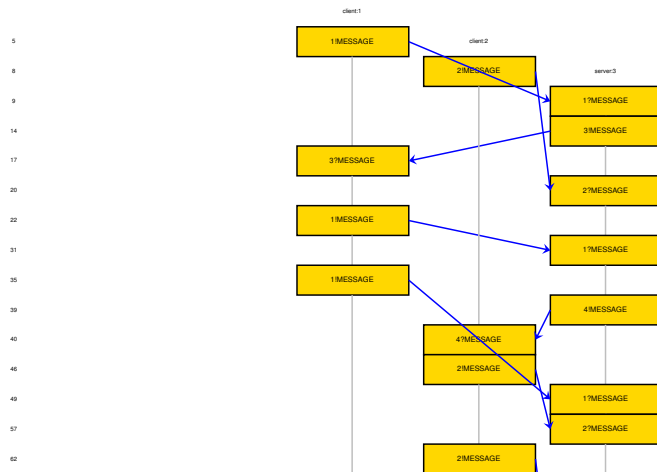 client:1
5
1!MESSAGE
client:2
8
2!MESSAGE
server:3
9
1?MESSAGE
14
3!MESSAGE
17
3?MESSAGE
20
2?MESSAGE
22
1!MESSAGE
31
1?MESSAGE
35
1!MESSAGE
39
4!MESSAGE
40
4?MESSAGE
46
2!MESSAGE
49
1?MESSAGE
57
2?MESSAGE
62
2!MESSAGE